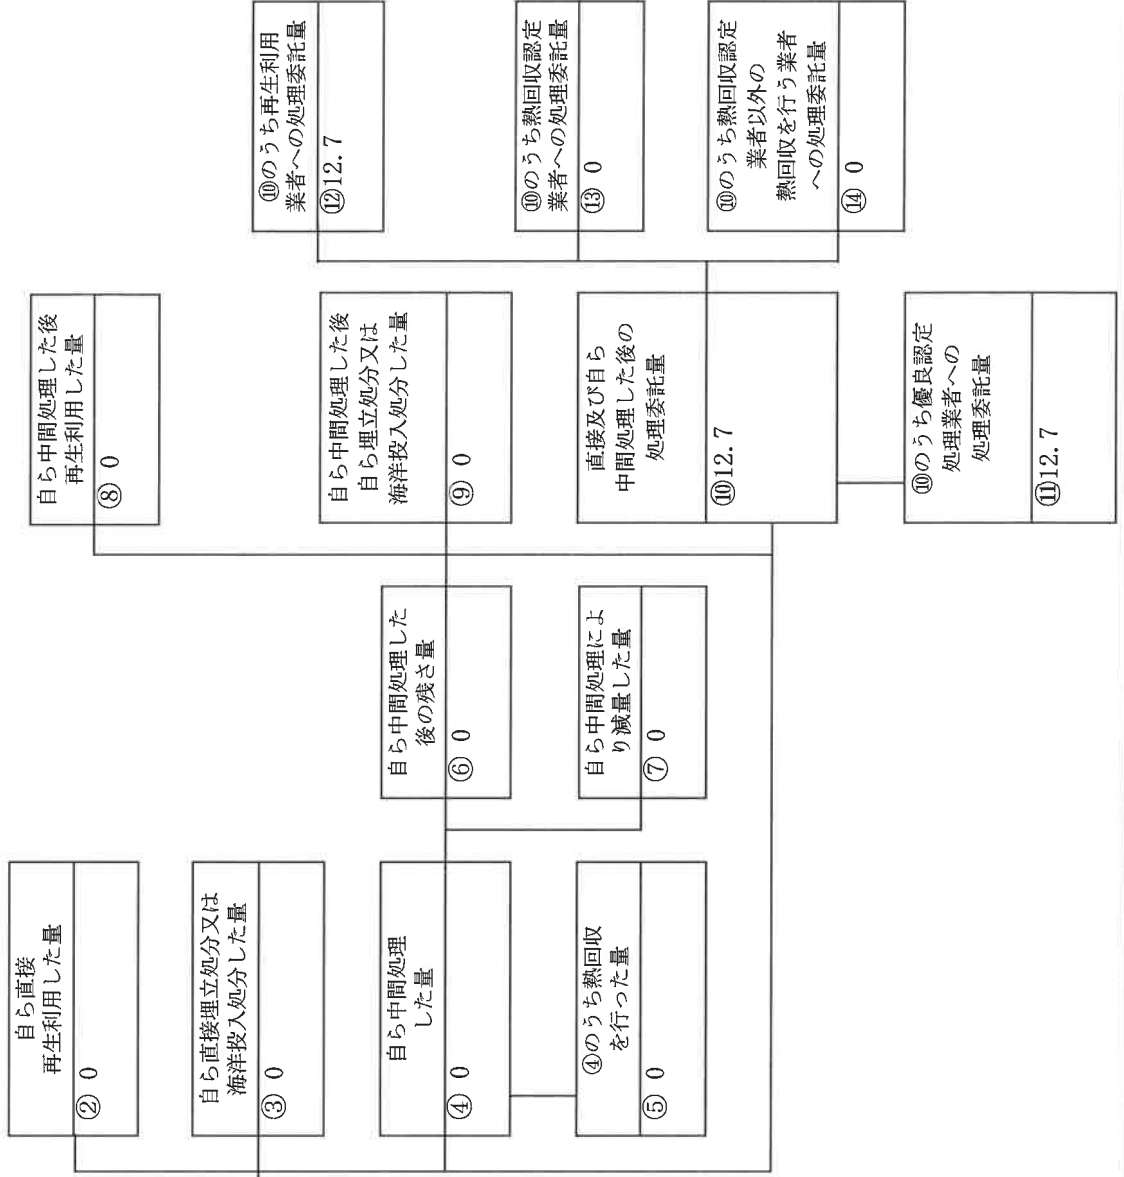 自ら直接
再生利用した量
② 0
自ら直接埋立処分又は
海洋投入処分した量
③ 0
自ら中間処理
した量
④ 0
④のうち熱回収
を行った量
⑤ 0
自ら中間処理した
後の残さ量
⑥ 0
自ら中間処理によ
り減量した量
⑦ 0
自ら中間処理した後
再生利用した量
⑧ 0
自ら中間処理した後
自ら埋立処分又は
海洋投入処分した量
⑨ 0
直接及び自ら
中間処理した後の
処理委託量
⑩12.7
⑩のうち優良認定
処理業者への
処理委託量
⑪12.7
⑩のうち再生利用
業者への処理委託量
⑫12.7
⑩のうち熱回収認定
業者への処理委託量
⑬ 0
⑩のうち熱回収認定
業者以外の
熱回収を行う業者
への処理委託量
⑭ 0